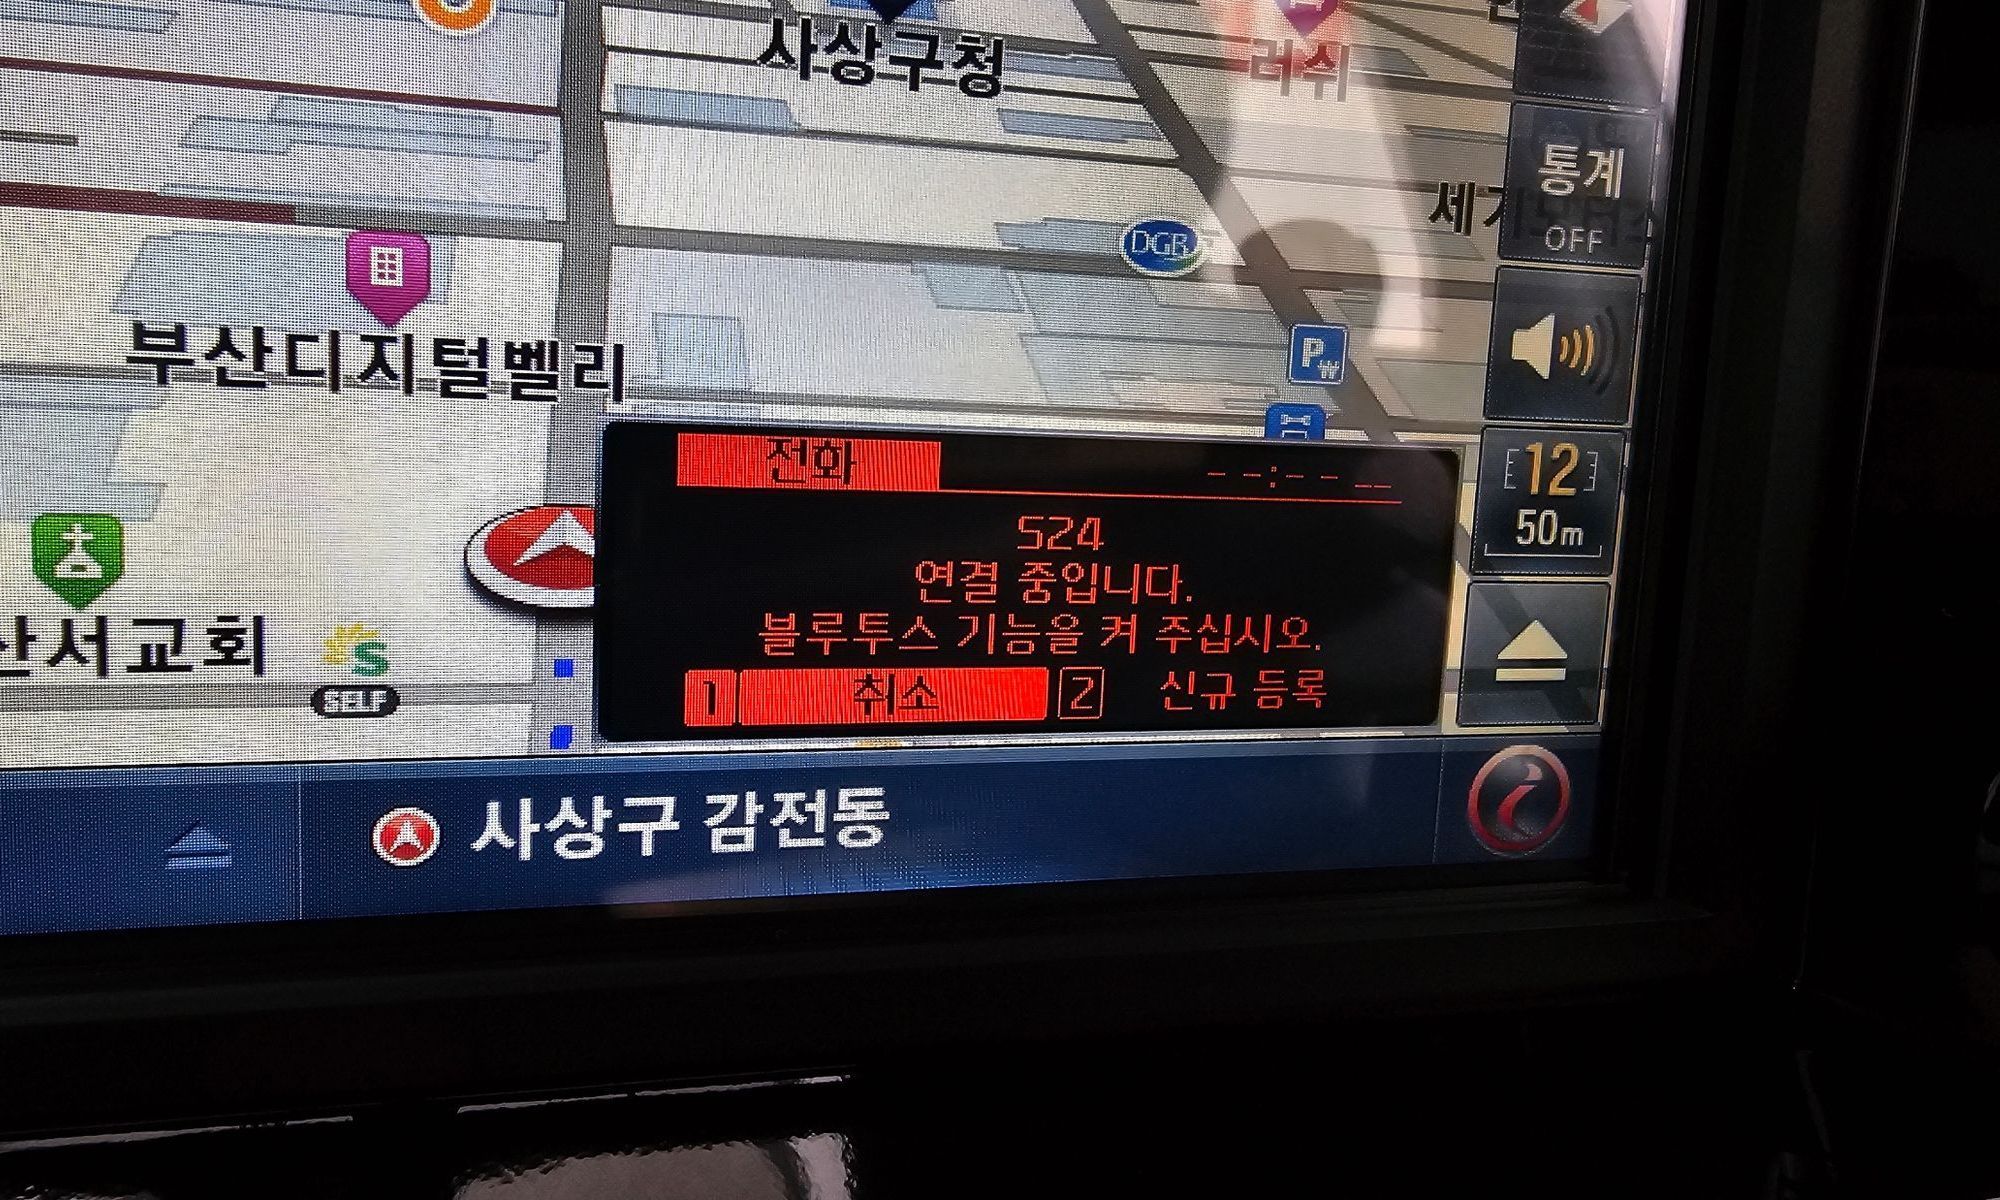 사상구청
러쉬
통계
OFF
세기
DGB
부산디지털벨리
P₩
전화
--:-- --
12
50m
S24
연결 중입니다.
블루투스 기능을 켜 주십시오.
1 취소 2 신규 등록
산서교회
S
SELF
사상구 감전동